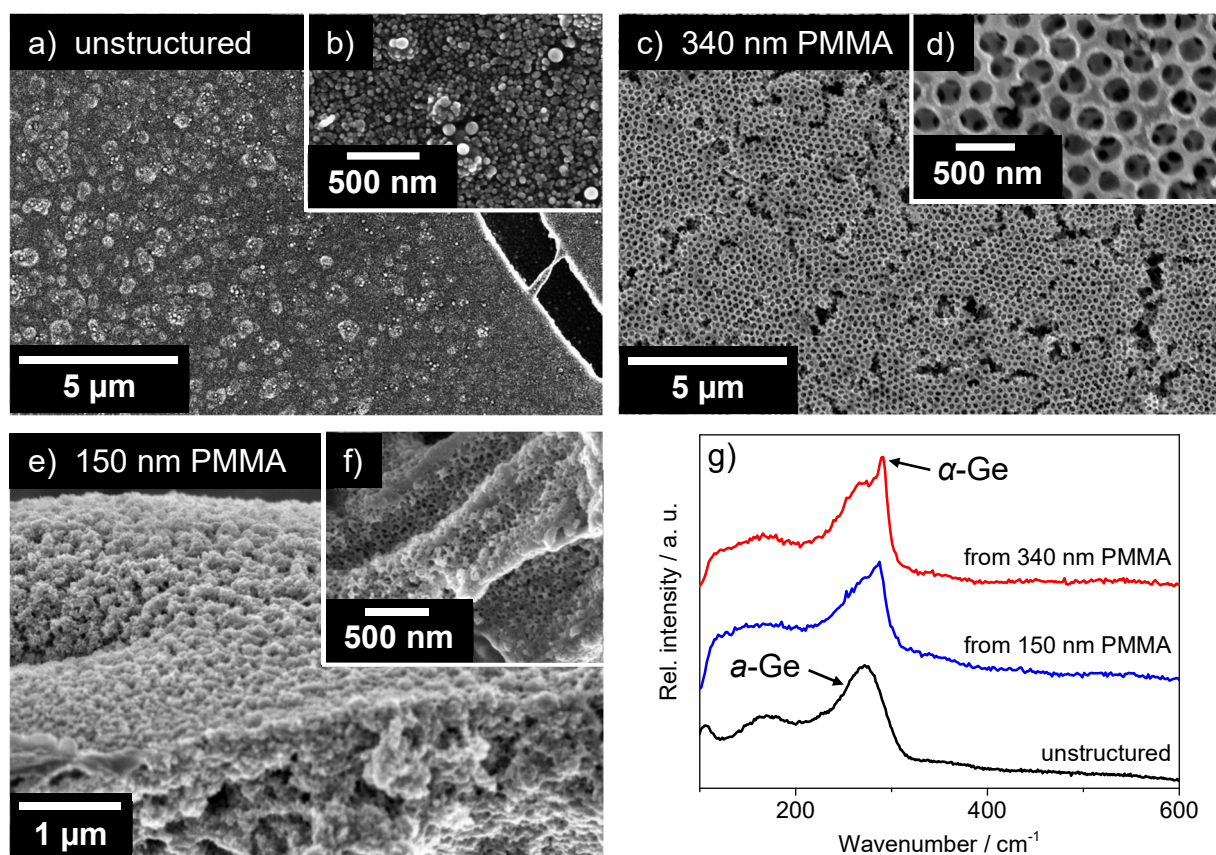 a) unstructured
b)
500 nm
5 µm
c) 340 nm PMMA
d)
500 nm
5 µm
e) 150 nm PMMA
f)
500 nm
1 µm
g)
α-Ge
from 340 nm PMMA
from 150 nm PMMA
a-Ge
unstructured
Rel. intensity / a. u.
200
400
600
Wavenumber / cm⁻¹